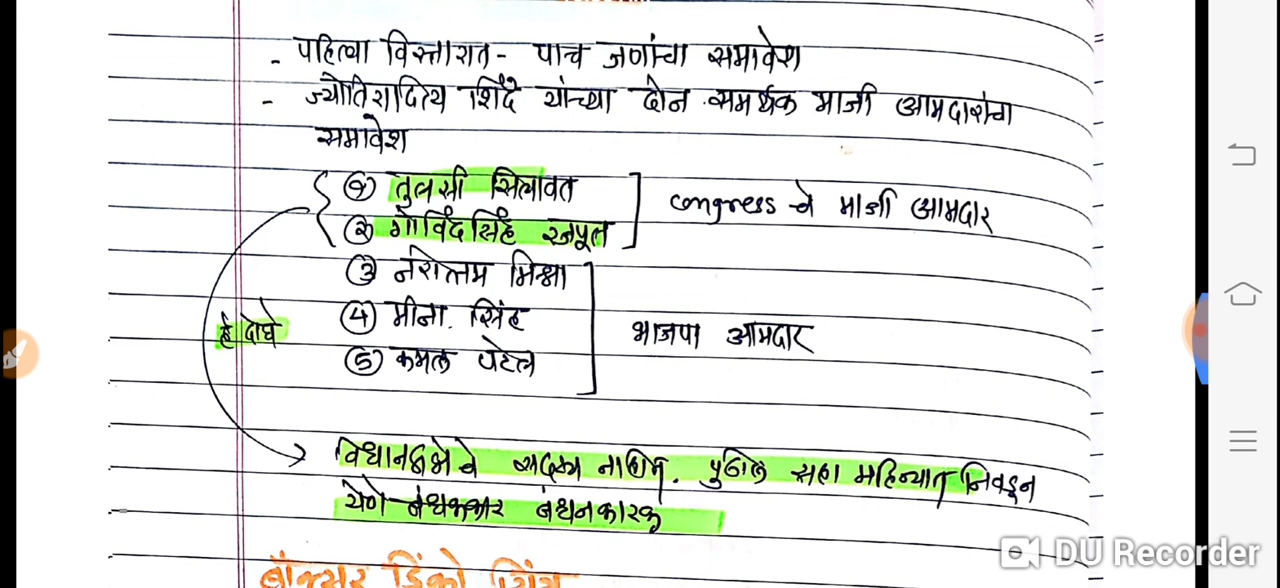 - पहिल्या विस्तारात - पाच जणांचा समावेश
- ज्योतिरादित्य शिंदे यांच्या दोन समर्थक माजी आमदारांचा
समावेश
① तुलसी सिलावत
② गोविंदसिंह रजपूत
congress चे माजी आमदार
③ नरोत्तम मिश्रा
④ मीना सिंह
⑤ कमल पटेल
भाजपा आमदार
हे दोघे
विधानसभेचे सदस्य नाहीत. पुढील सहा महिन्यात निवडून
येणे बंधनकारक
बॉक्सर डिंको सिंग
DU Recorder